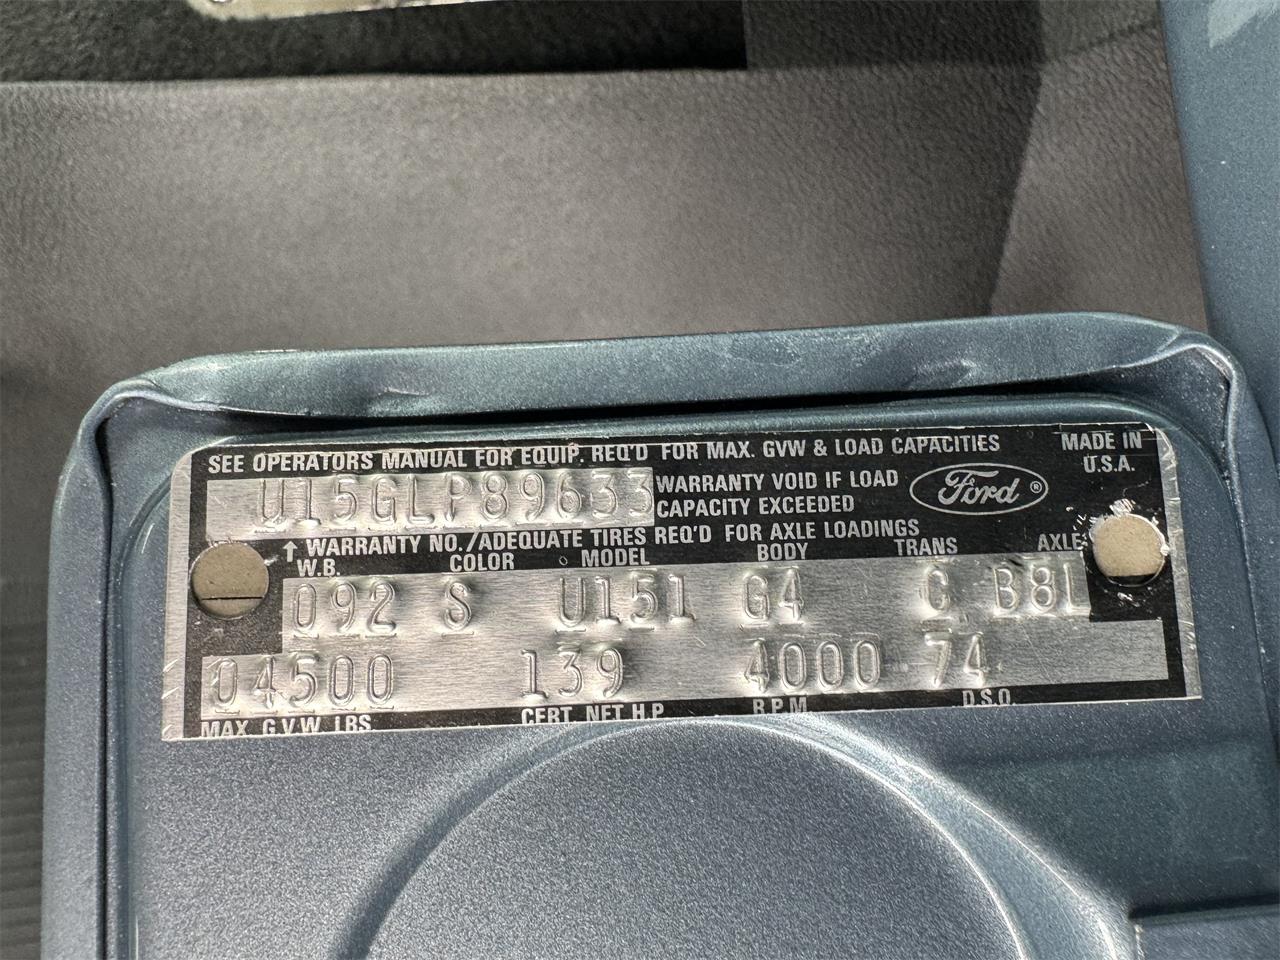 SEE OPERATORS MANUAL FOR EQUIP. REQ'D FOR MAX. GVW & LOAD CAPACITIES
MADE IN
U.S.A.
U15GLP89633
WARRANTY VOID IF LOAD
CAPACITY EXCEEDED
Ford ®
↑ WARRANTY NO./ADEQUATE TIRES REQ'D FOR AXLE LOADINGS
W.B. COLOR MODEL BODY TRANS AXLE
092 S U151 G4 C B8L
04500 139 4000 74
MAX. G.V.W. LBS CERT. NET H.P. R.P.M. D.S.O.